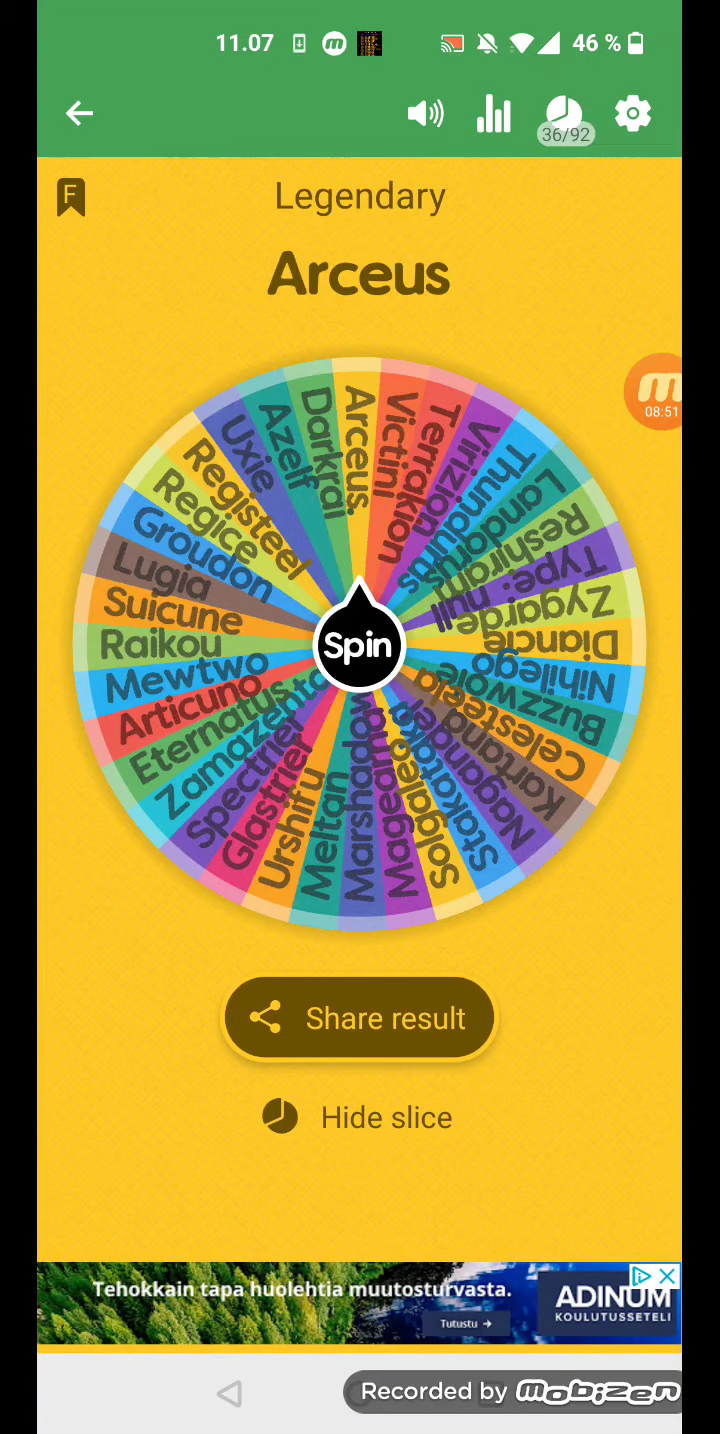 11.07
46 %
36/92
F
Legendary
Arceus
08:51
Arceus
Victini
Terrakion
Virizion
Thundurus
Landorus
Reshiram
Type: null
Zygarde
Diancie
Nihilego
Buzzwole
Celesteela
Kartana
Naganadel
Stakataka
Solgaleo
Magearna
Marshadow
Meltan
Urshifu
Glastrier
Spectrier
Zamazenta
Eternatus
Articuno
Mewtwo
Raikou
Suicune
Lugia
Groudon
Regice
Registeel
Uxie
Azelf
Darkrai
Spin
Share result
Hide slice
Tehokkain tapa huolehtia muutosturvasta.
Tutustu →
ADINUM
KOULUTUSSETELI
Recorded by mobizen